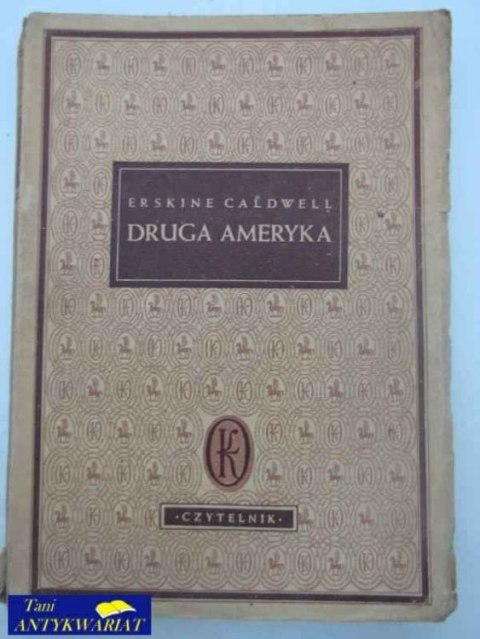 ERSKINE CALDWELL
DRUGA AMERYKA
K
·CZYTELNIK·
Tani
ANTYKWARIAT